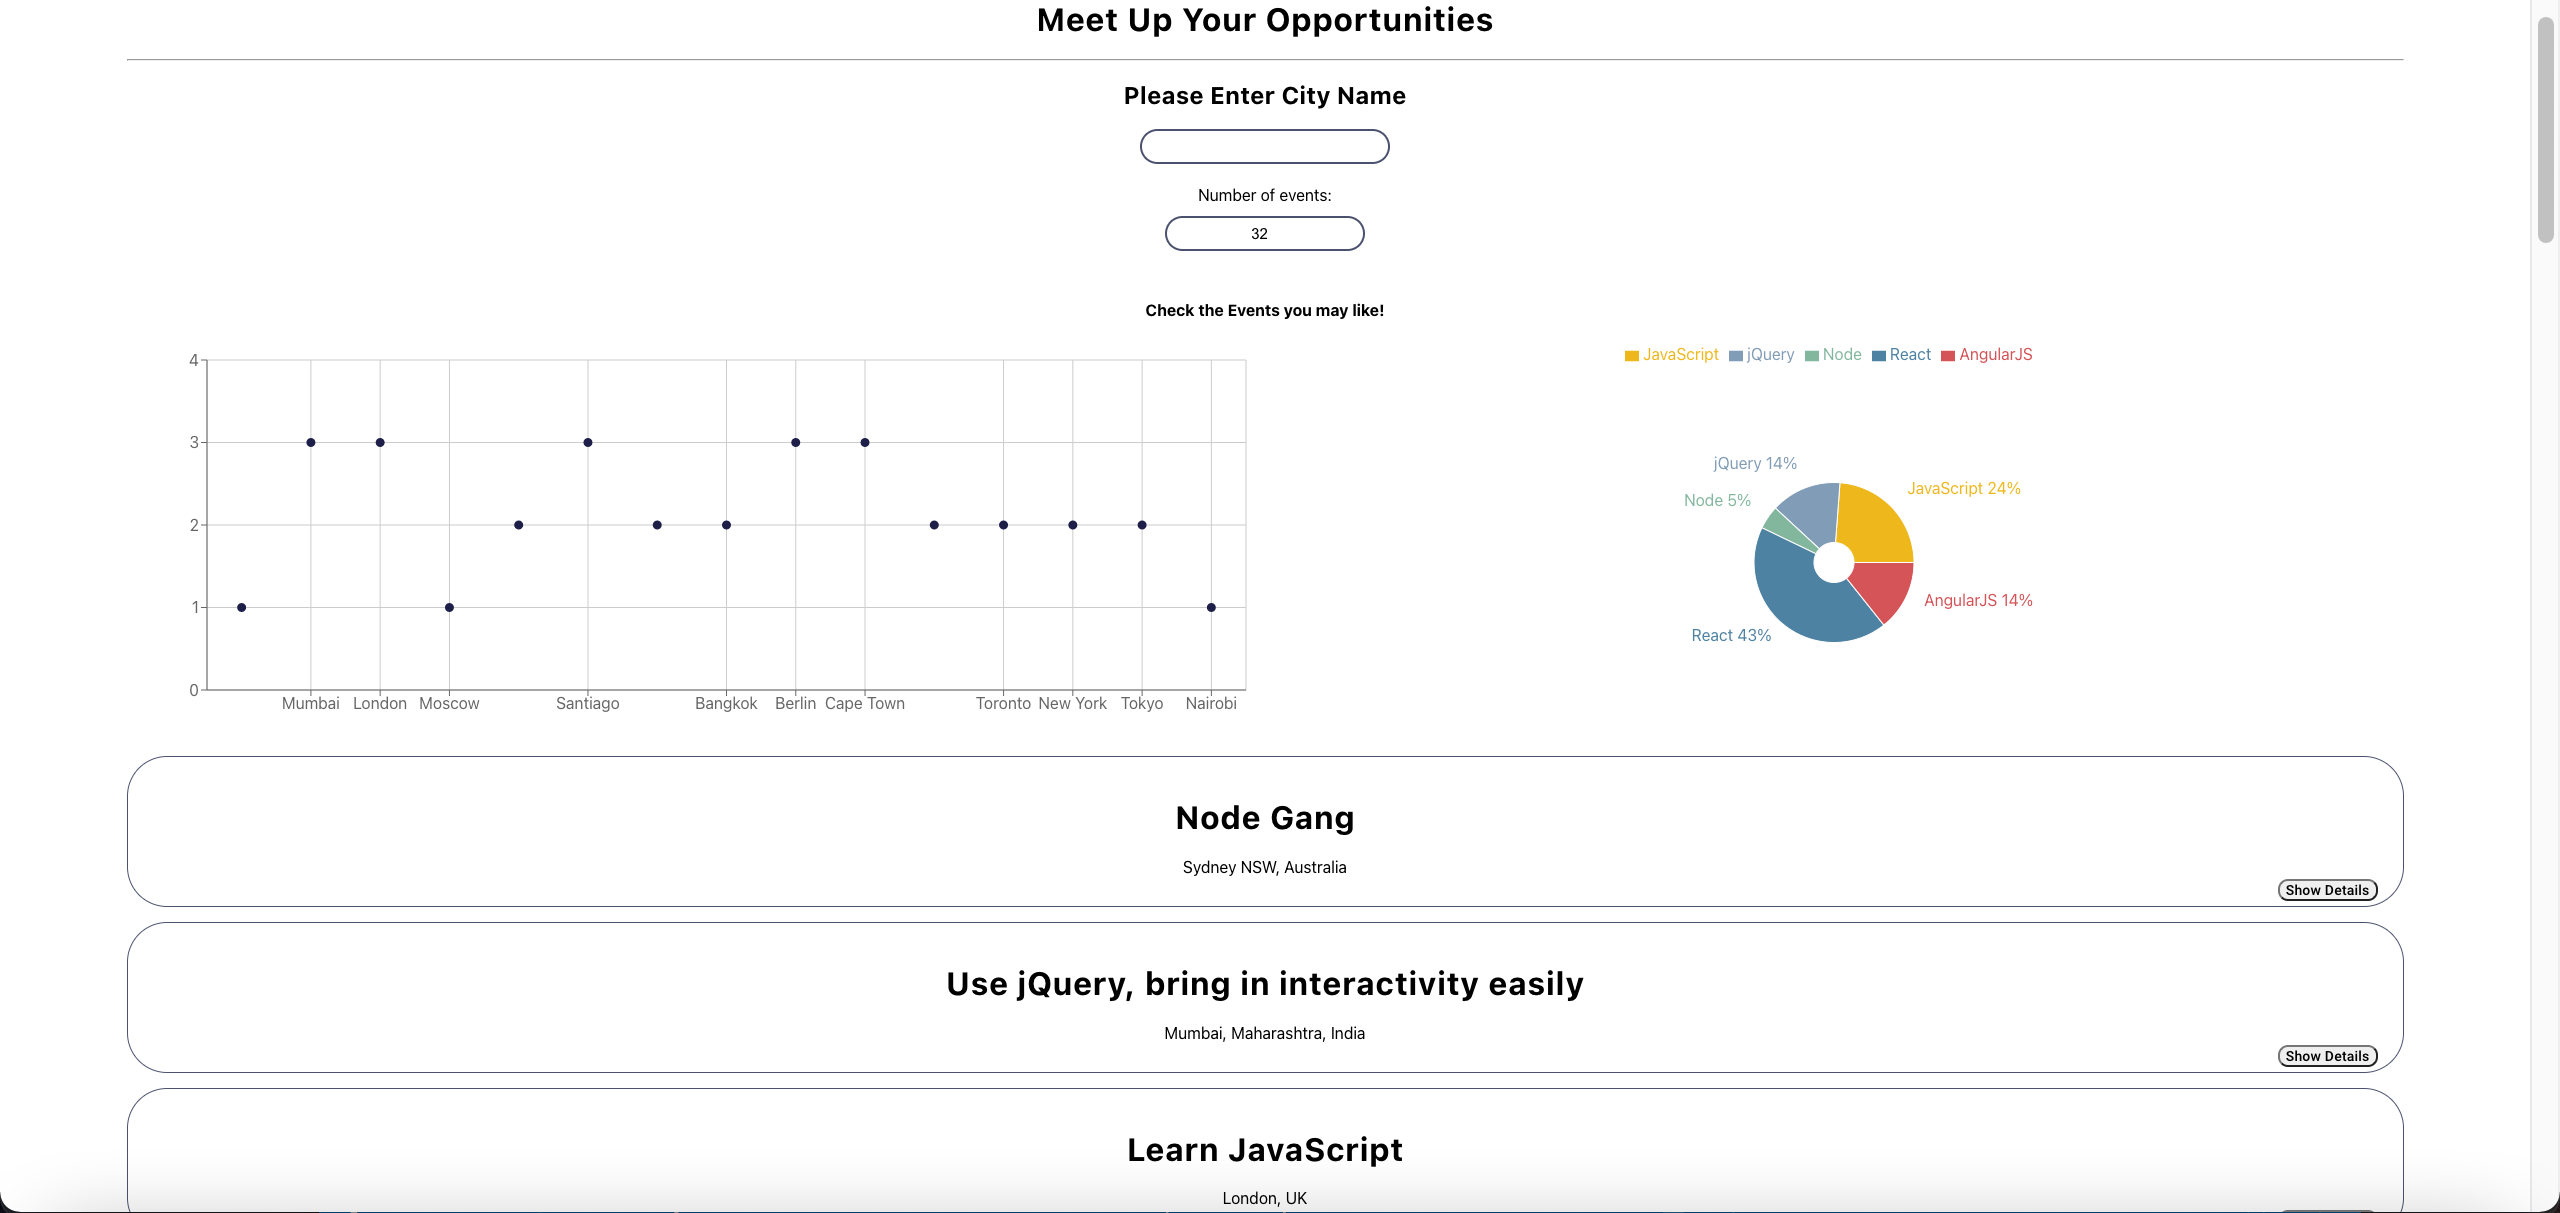 Meet Up Your Opportunities
Please Enter City Name
Number of events:
32
Check the Events you may like!
4
3
2
1
0
Mumbai London Moscow Santiago Bangkok Berlin Cape Town Toronto New York Tokyo Nairobi
JavaScript jQuery Node React AngularJS
jQuery 14%
JavaScript 24%
Node 5%
AngularJS 14%
React 43%
Node Gang
Sydney NSW, Australia
Show Details
Use jQuery, bring in interactivity easily
Mumbai, Maharashtra, India
Show Details
Learn JavaScript
London, UK